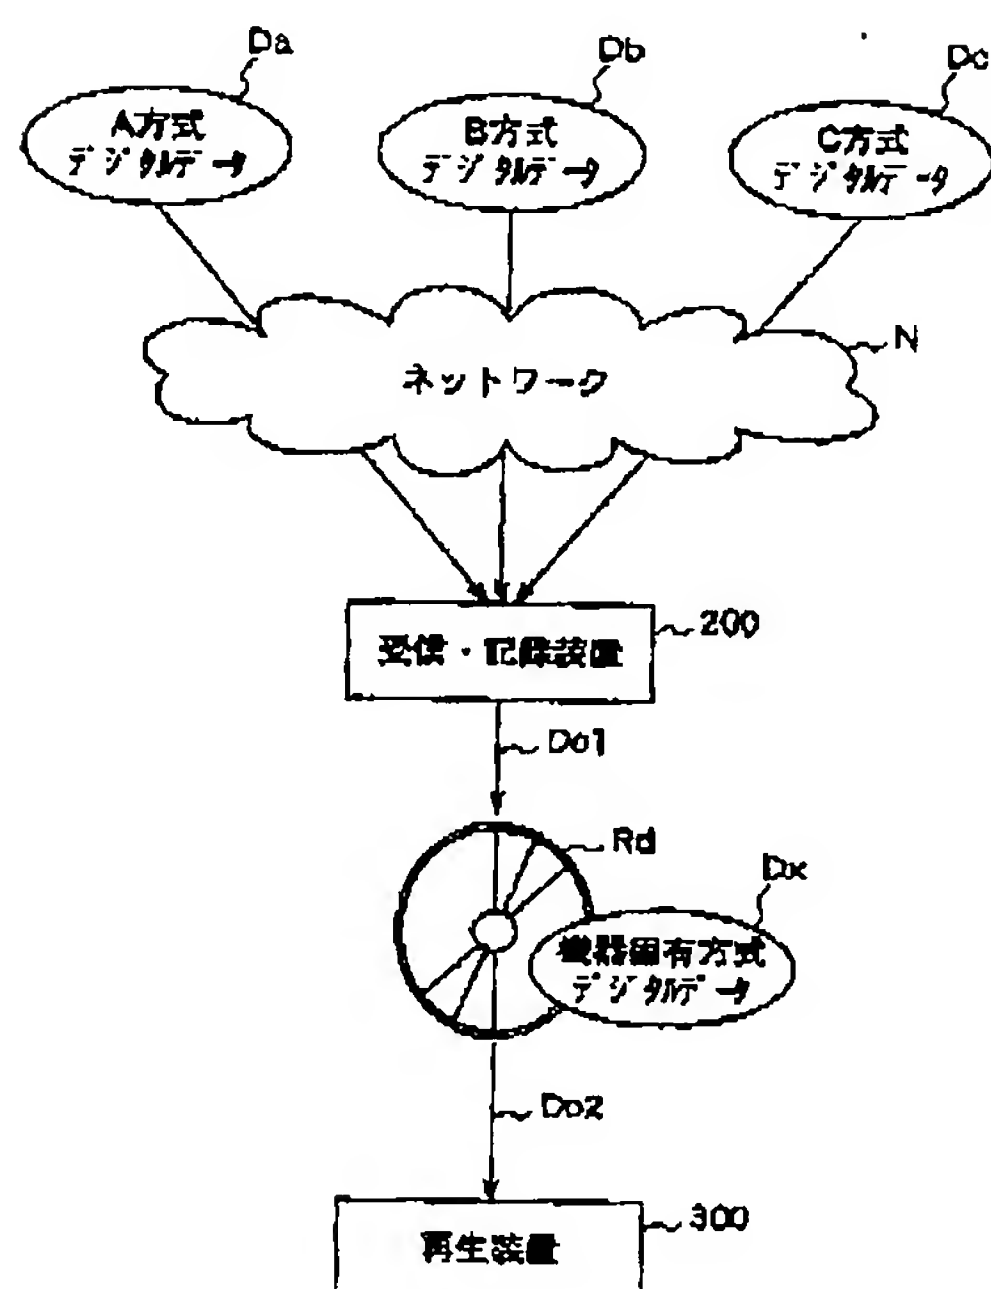 Da
Db
Dc
A方式
デジタルデータ
B方式
デジタルデータ
C方式
デジタルデータ
N
ネットワーク
200
受信・記録装置
Do1
Rd
Dx
機器固有方式
デジタルデータ
Do2
300
再生装置